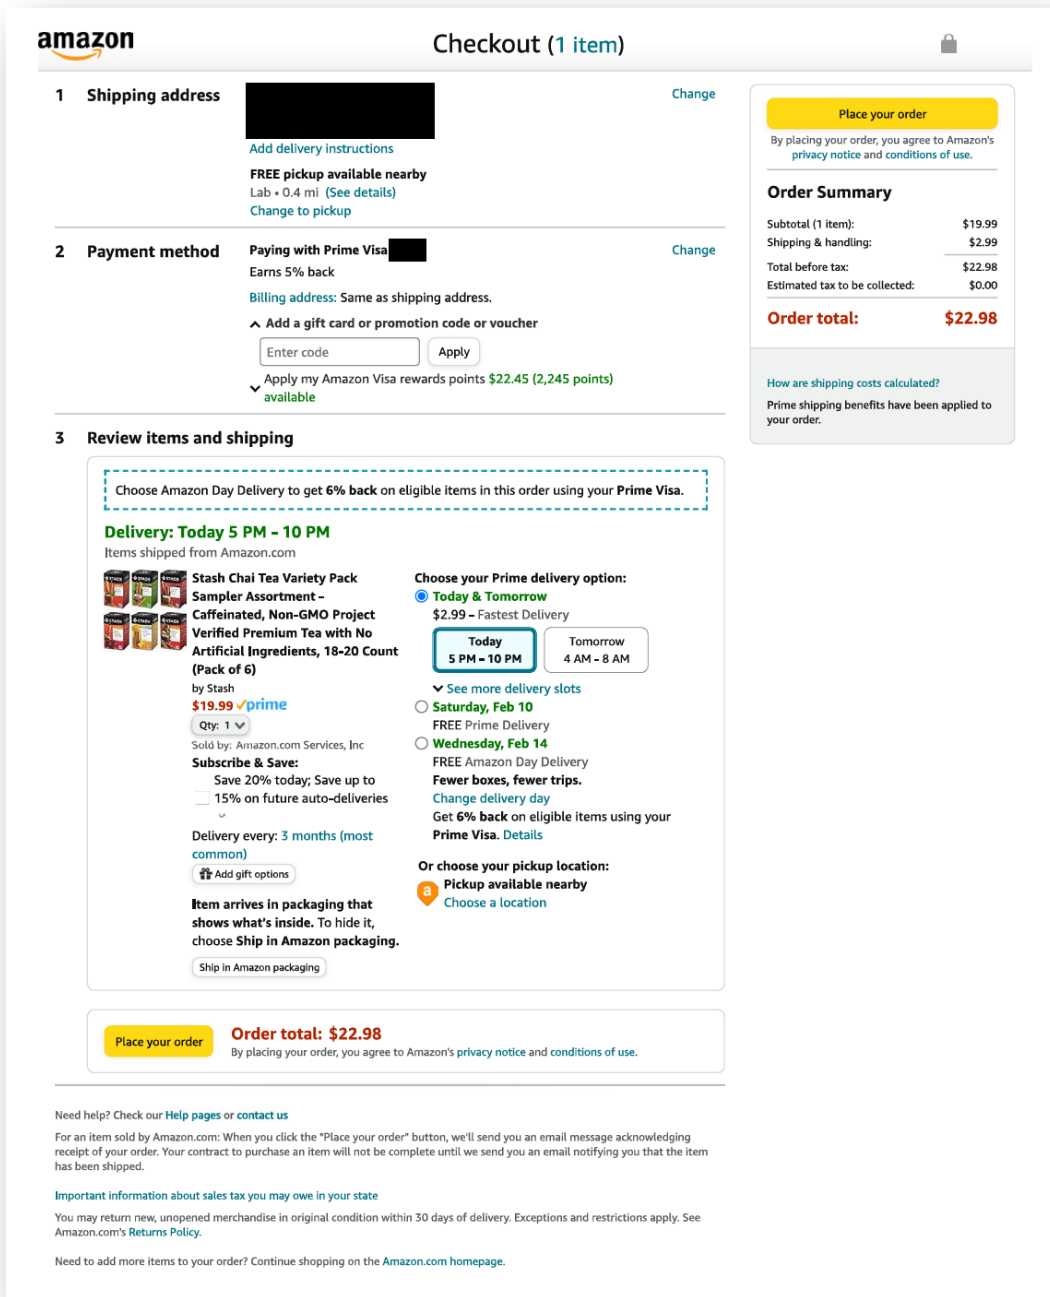 amazon
Checkout (1 item)
1 Shipping address
Change
Add delivery instructions
FREE pickup available nearby
Lab • 0.4 mi (See details)
Change to pickup
2 Payment method
Paying with Prime Visa
Change
Earns 5% back
Billing address: Same as shipping address.
Add a gift card or promotion code or voucher
Enter code
Apply
Apply my Amazon Visa rewards points $22.45 (2,245 points)
available
3 Review items and shipping
Choose Amazon Day Delivery to get 6% back on eligible items in this order using your Prime Visa.
Delivery: Today 5 PM – 10 PM
Items shipped from Amazon.com
Stash Chai Tea Variety Pack
Sampler Assortment –
Caffeinated, Non-GMO Project
Verified Premium Tea with No
Artificial Ingredients, 18-20 Count
(Pack of 6)
by Stash
$19.99 prime
Qty: 1
Sold by: Amazon.com Services, Inc
Subscribe & Save:
Save 20% today; Save up to
15% on future auto-deliveries
Delivery every: 3 months (most
common)
Add gift options
Item arrives in packaging that
shows what's inside. To hide it,
choose Ship in Amazon packaging.
Ship in Amazon packaging
Choose your Prime delivery option:
Today & Tomorrow
$2.99 – Fastest Delivery
Today
5 PM – 10 PM
Tomorrow
4 AM – 8 AM
See more delivery slots
Saturday, Feb 10
FREE Prime Delivery
Wednesday, Feb 14
FREE Amazon Day Delivery
Fewer boxes, fewer trips.
Change delivery day
Get 6% back on eligible items using your
Prime Visa. Details
Or choose your pickup location:
a
Pickup available nearby
Choose a location
Place your order
Order total: $22.98
By placing your order, you agree to Amazon's privacy notice and conditions of use.
Place your order
By placing your order, you agree to Amazon's
privacy notice and conditions of use.
Order Summary
Subtotal (1 item): $19.99
Shipping & handling: $2.99
Total before tax: $22.98
Estimated tax to be collected: $0.00
Order total: $22.98
How are shipping costs calculated?
Prime shipping benefits have been applied to
your order.
Need help? Check our Help pages or contact us
For an item sold by Amazon.com: When you click the "Place your order" button, we'll send you an email message acknowledging
receipt of your order. Your contract to purchase an item will not be complete until we send you an email notifying you that the item
has been shipped.
Important information about sales tax you may owe in your state
You may return new, unopened merchandise in original condition within 30 days of delivery. Exceptions and restrictions apply. See
Amazon.com's Returns Policy.
Need to add more items to your order? Continue shopping on the Amazon.com homepage.